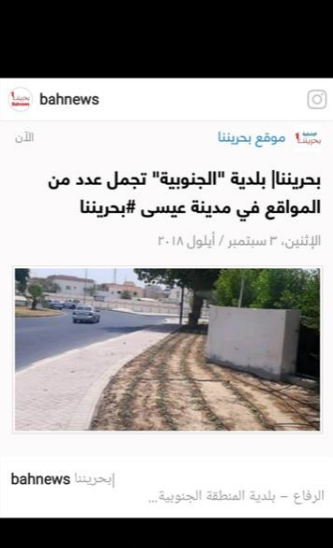 bahnews
موقع بحريننا
الآن
بحريننا| بلدية "الجنوبية" تجمل عدد من
المواقع في مدينة عيسى #بحريننا
الإثنين، ٣ سبتمبر / أيلول ٢٠١٨
bahnews |بحريننا
الرفاع – بلدية المنطقة الجنوبية...